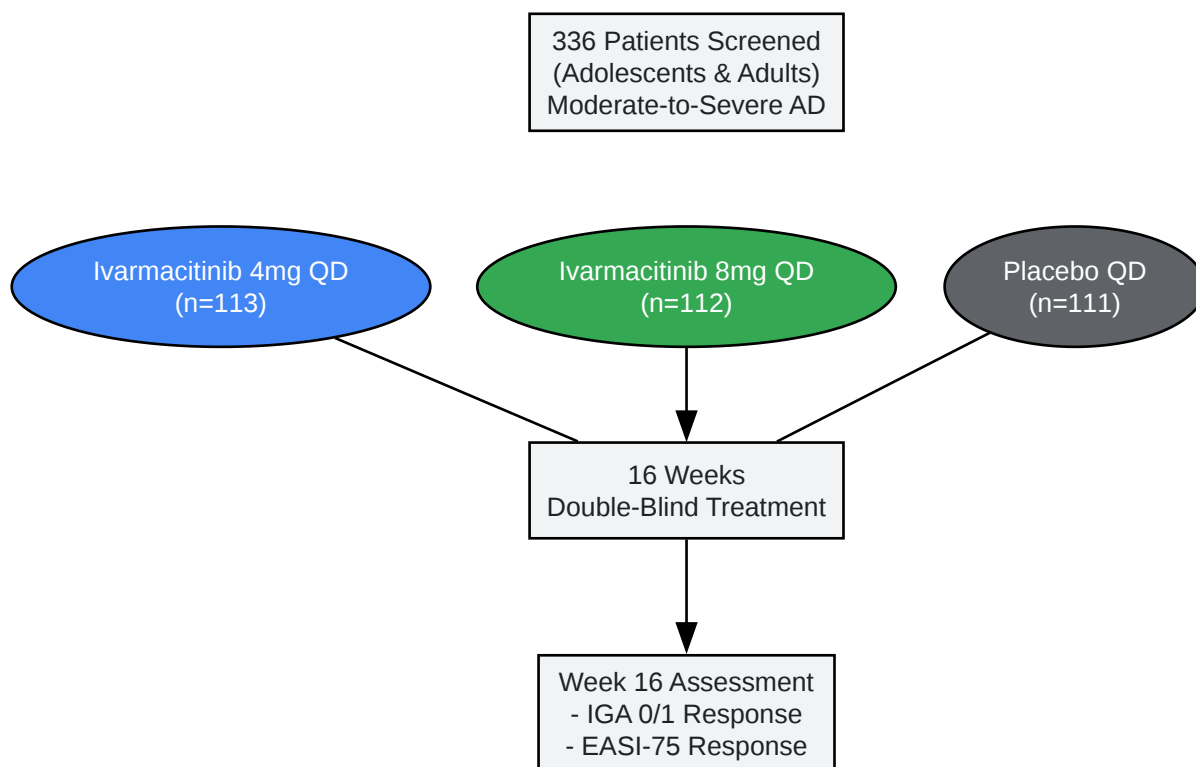 336 Patients Screened
(Adolescents & Adults)
Moderate-to-Severe AD
Ivarmacitinib 4mg QD
(n=113)
Ivarmacitinib 8mg QD
(n=112)
Placebo QD
(n=111)
16 Weeks
Double-Blind Treatment
Week 16 Assessment
- IGA 0/1 Response
- EASI-75 Response